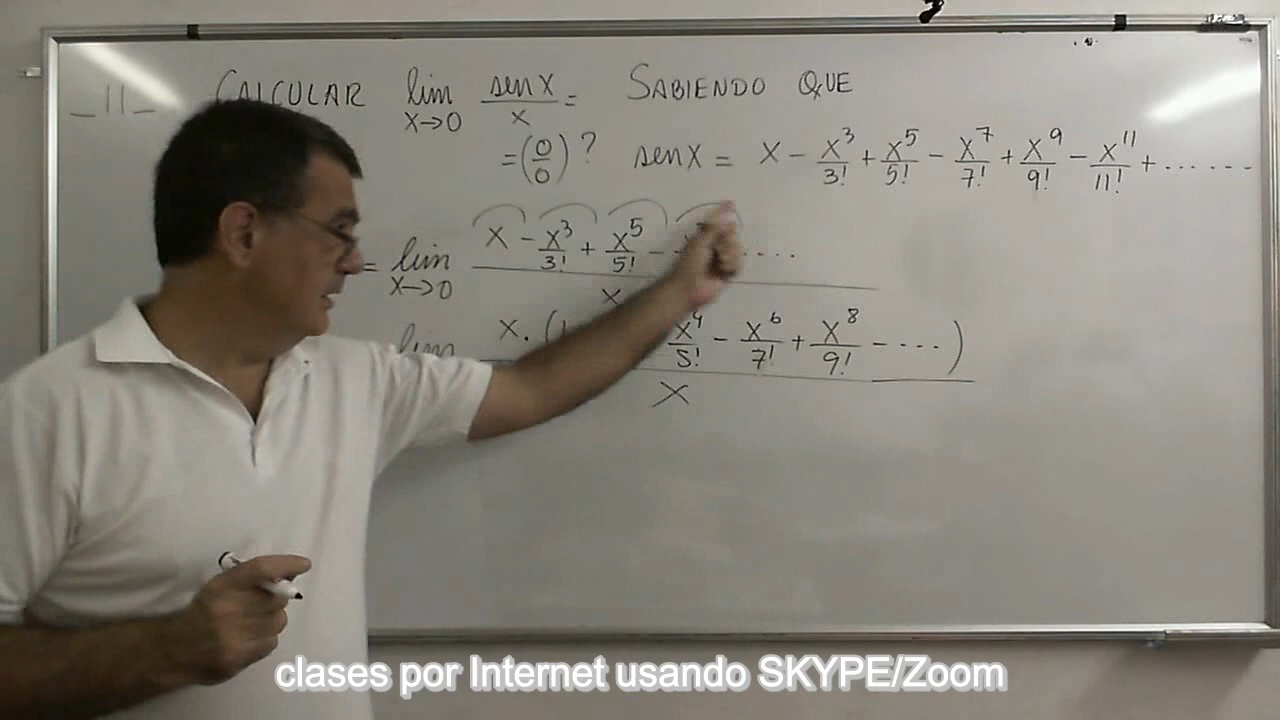 _11_ CALCULAR lim x→0 sen x / x = SABIENDO QUE
= (0/0)? sen x = x - x³/3! + x⁵/5! - x⁷/7! + x⁹/9! - x¹¹/11! + .......
= lim x→0 x - x³/3! + x⁵/5! - .... / x
lim x. ( x⁴/5! - x⁶/7! + x⁸/9! - .... ) / x
clases por Internet usando SKYPE/Zoom